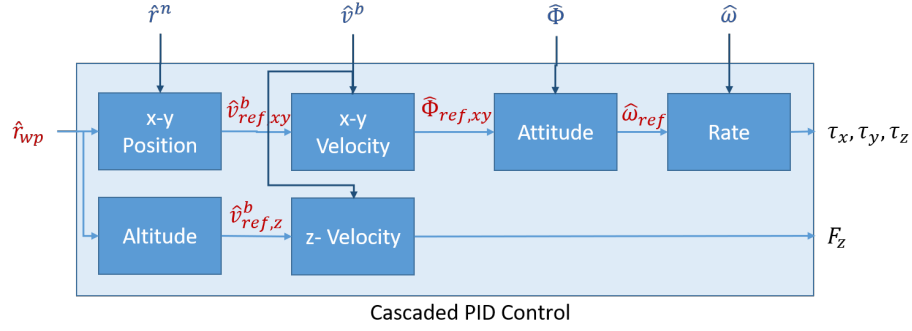 r̂ⁿ v̂ᵇ Φ̂ ω̂
x-y Position
v̂ᵇ_ref,xy
x-y Velocity
Φ̂_ref,xy
Attitude
ω̂_ref
Rate
r̂_wp
τ_x, τ_y, τ_z
Altitude
v̂ᵇ_ref,z
z- Velocity
F_z
Cascaded PID Control